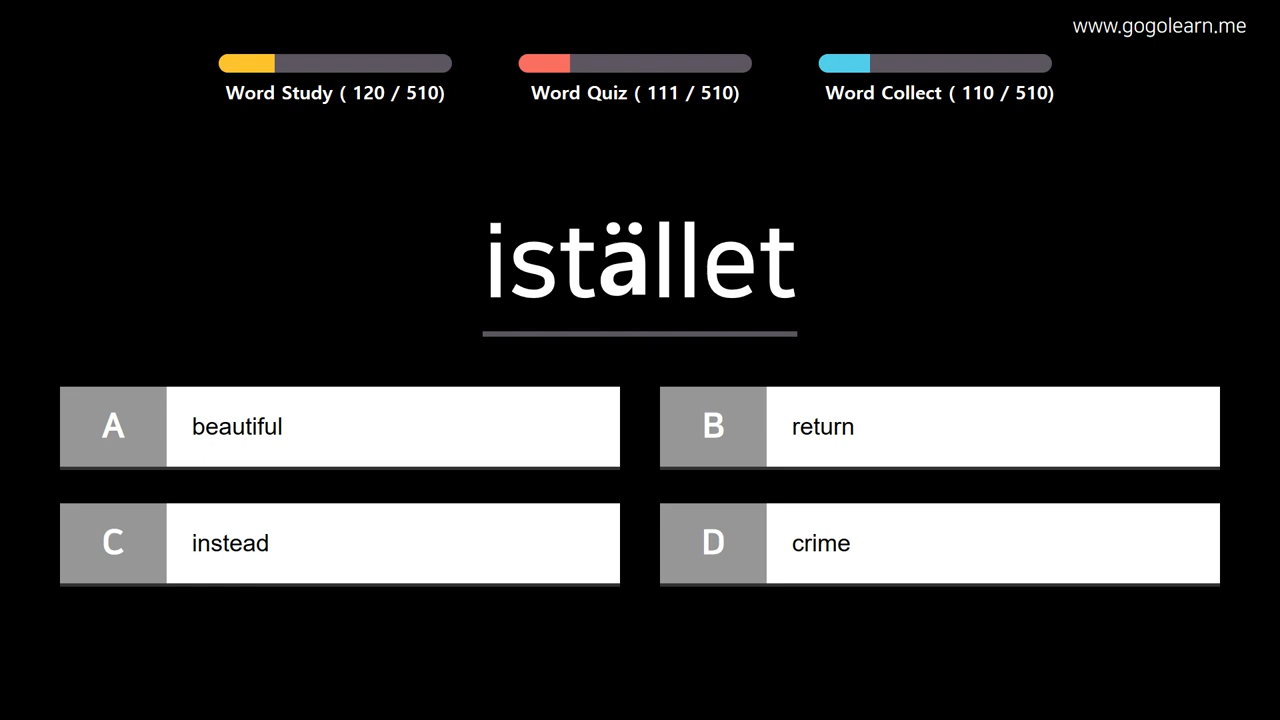 www.gogolearn.me
Word Study ( 120 / 510)
Word Quiz ( 111 / 510)
Word Collect ( 110 / 510)
istället
A beautiful
B return
C instead
D crime